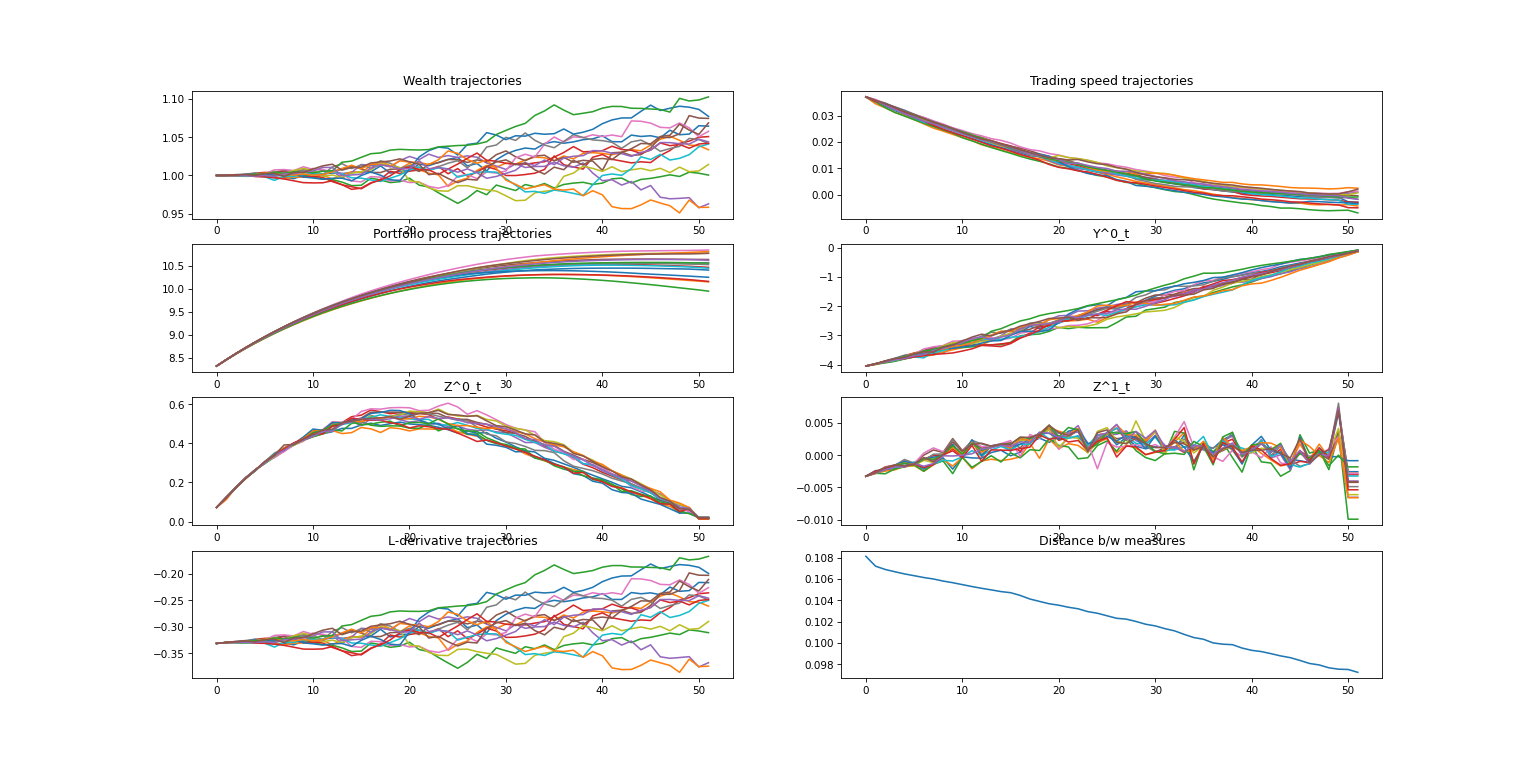 Wealth trajectories
1.10
1.05
1.00
0.95
0 10 20 30 40 50
Trading speed trajectories
0.03
0.02
0.01
0.00
0 10 20 30 40 50
Portfolio process trajectories
10.5
10.0
9.5
9.0
8.5
0 10 20 30 40 50
Y^0_t
0
−1
−2
−3
−4
0 10 20 30 40 50
Z^0_t
0.6
0.4
0.2
0.0
0 10 20 30 40 50
Z^1_t
0.005
0.000
−0.005
−0.010
0 10 20 30 40 50
L-derivative trajectories
−0.20
−0.25
−0.30
−0.35
0 10 20 30 40 50
Distance b/w measures
0.108
0.106
0.104
0.102
0.100
0.098
0 10 20 30 40 50